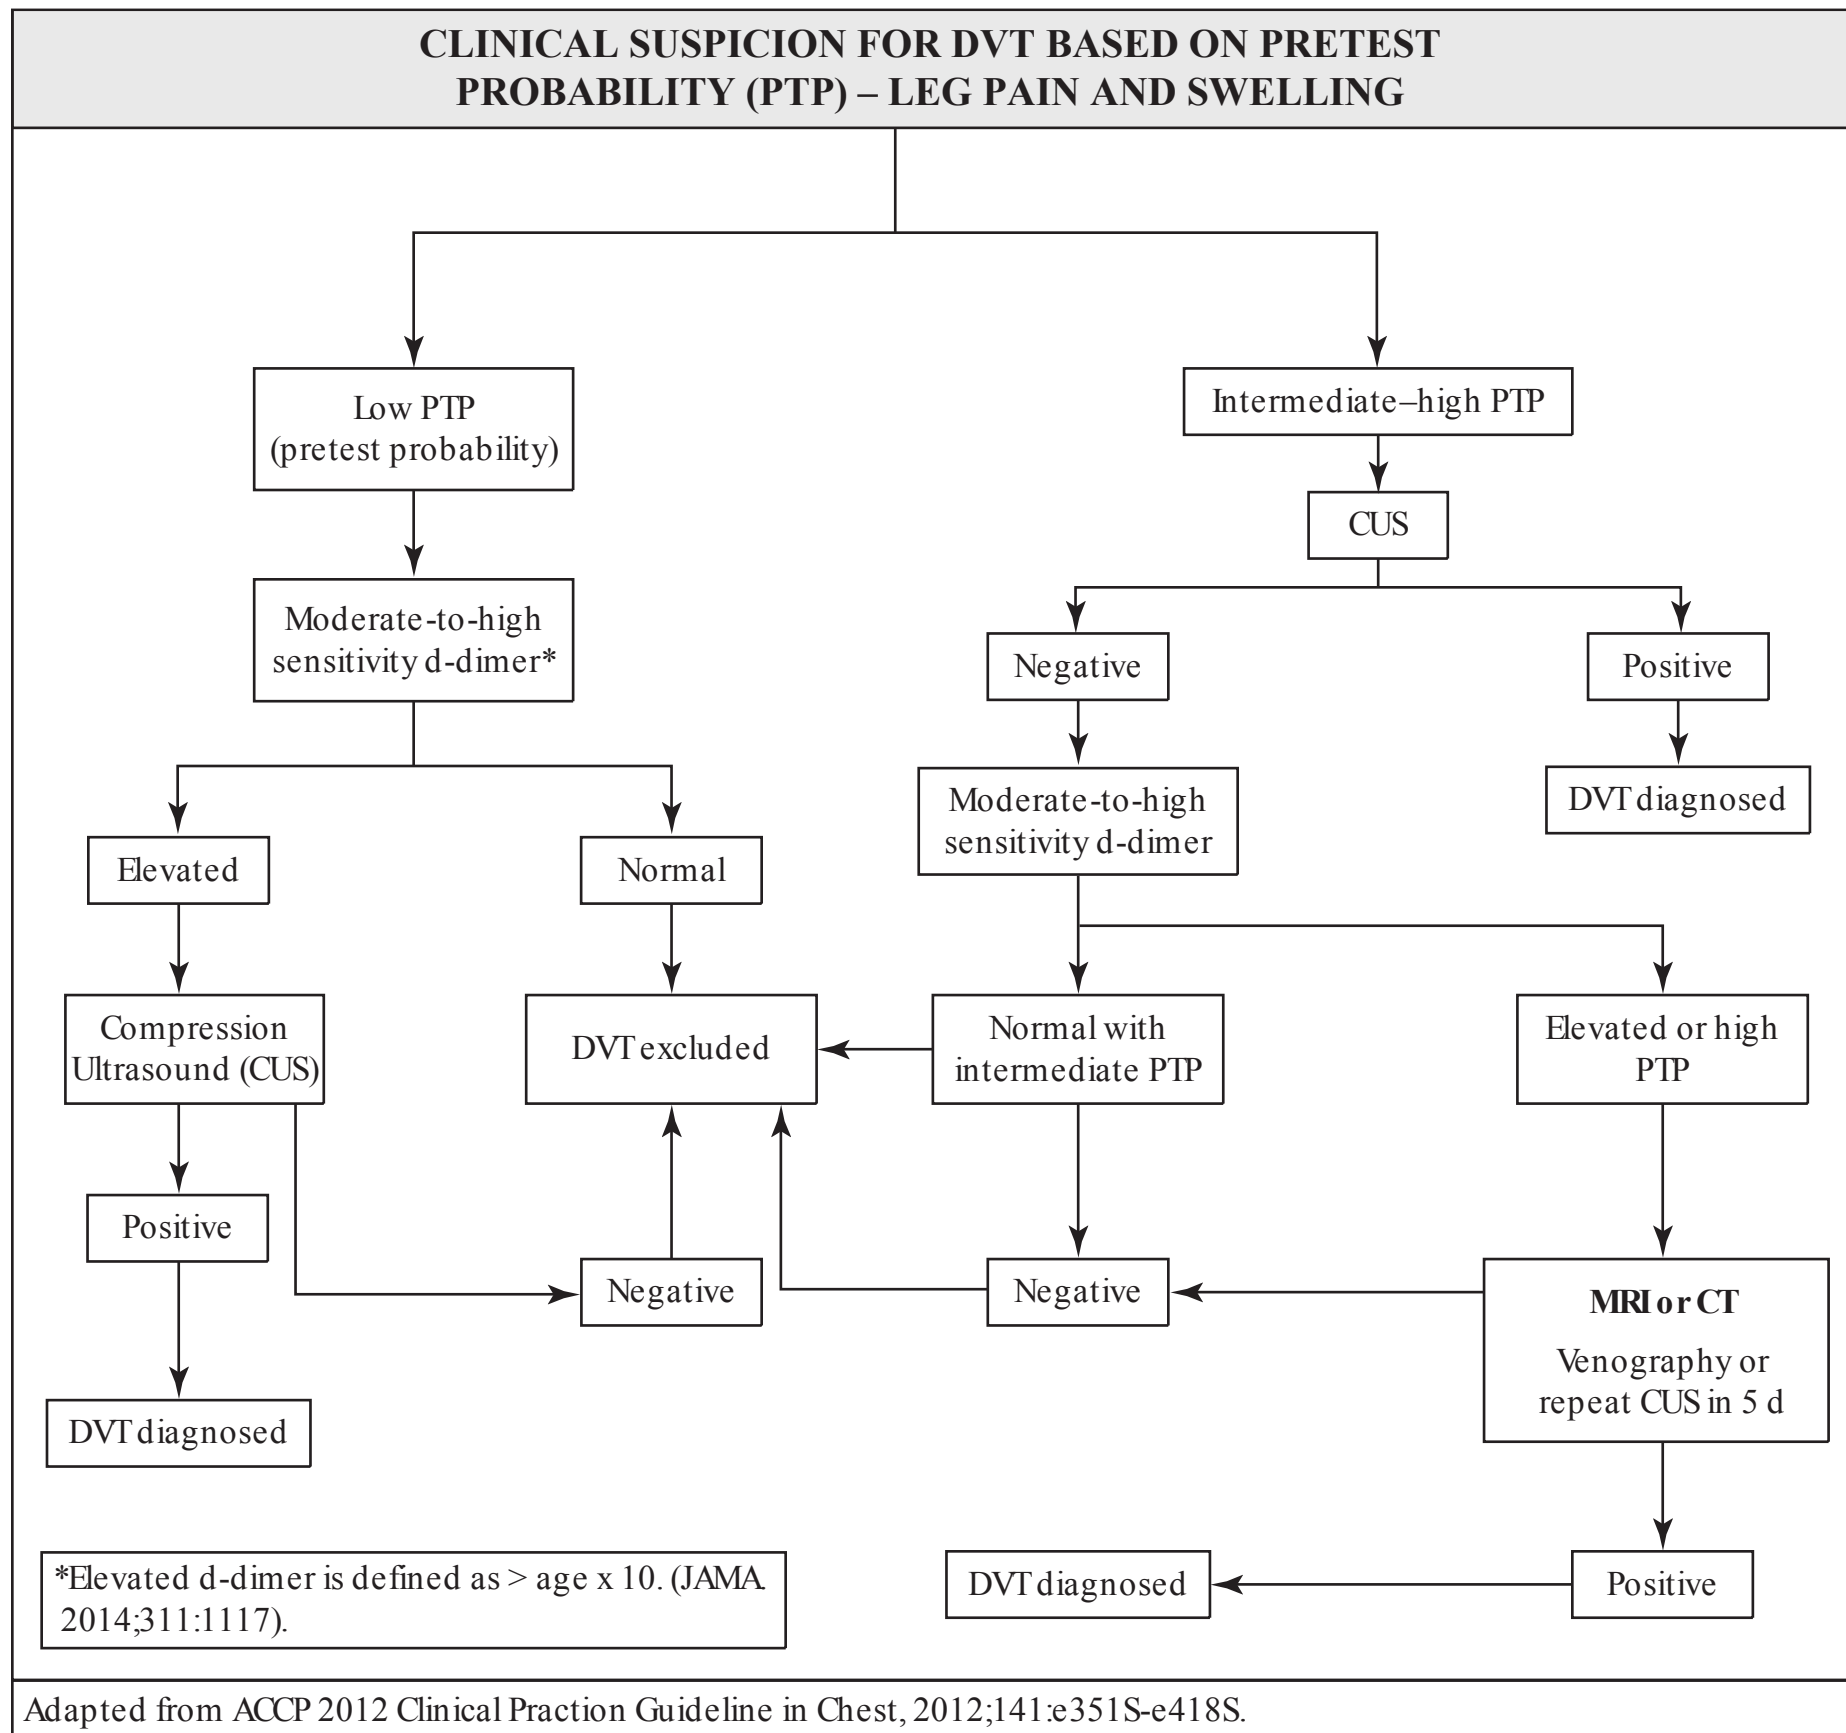 CLINICAL SUSPICION FOR DVT BASED ON PRETEST
PROBABILITY (PTP) – LEG PAIN AND SWELLING
Low PTP
(pretest probability)
Moderate-to-high
sensitivity d-dimer*
Elevated
Normal
Compression
Ultrasound (CUS)
DVT excluded
Positive
Negative
DVT diagnosed
Intermediate–high PTP
CUS
Negative
Positive
Moderate-to-high
sensitivity d-dimer
DVT diagnosed
Normal with
intermediate PTP
Elevated or high
PTP
Negative
MRI or CT
Venography or
repeat CUS in 5 d
DVT diagnosed
Positive
*Elevated d-dimer is defined as > age x 10. (JAMA.
2014;311:1117).
Adapted from ACCP 2012 Clinical Praction Guideline in Chest, 2012;141:e351S-e418S.